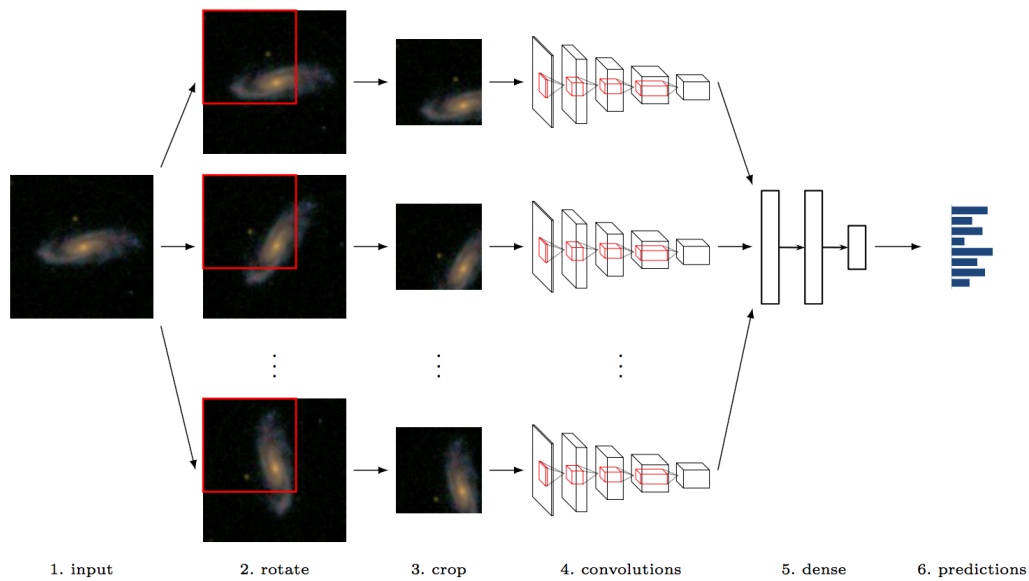 1. input 2. rotate 3. crop 4. convolutions 5. dense 6. predictions